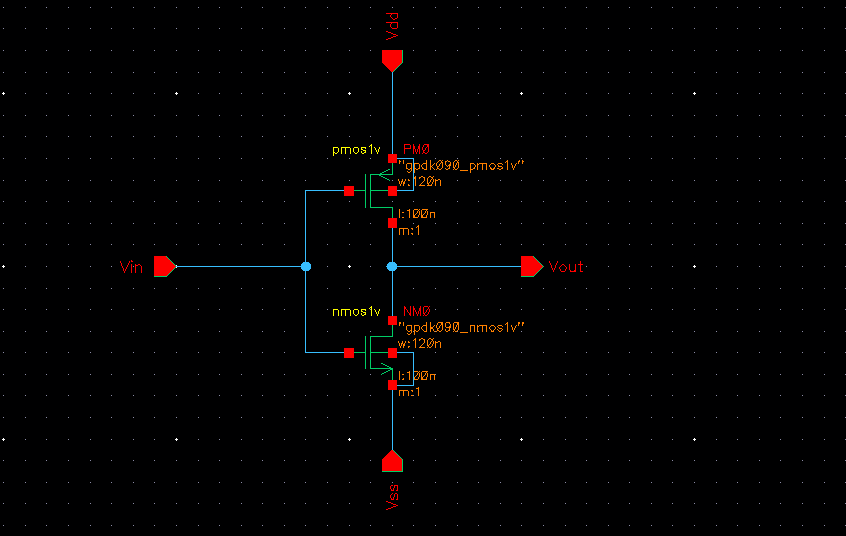 Vdd
pmos1v
PM0
"gpdk090_pmos1v"
w:120n
l:100n
m:1
Vin
Vout
nmos1v
NM0
"gpdk090_nmos1v"
w:120n
l:100n
m:1
Vss